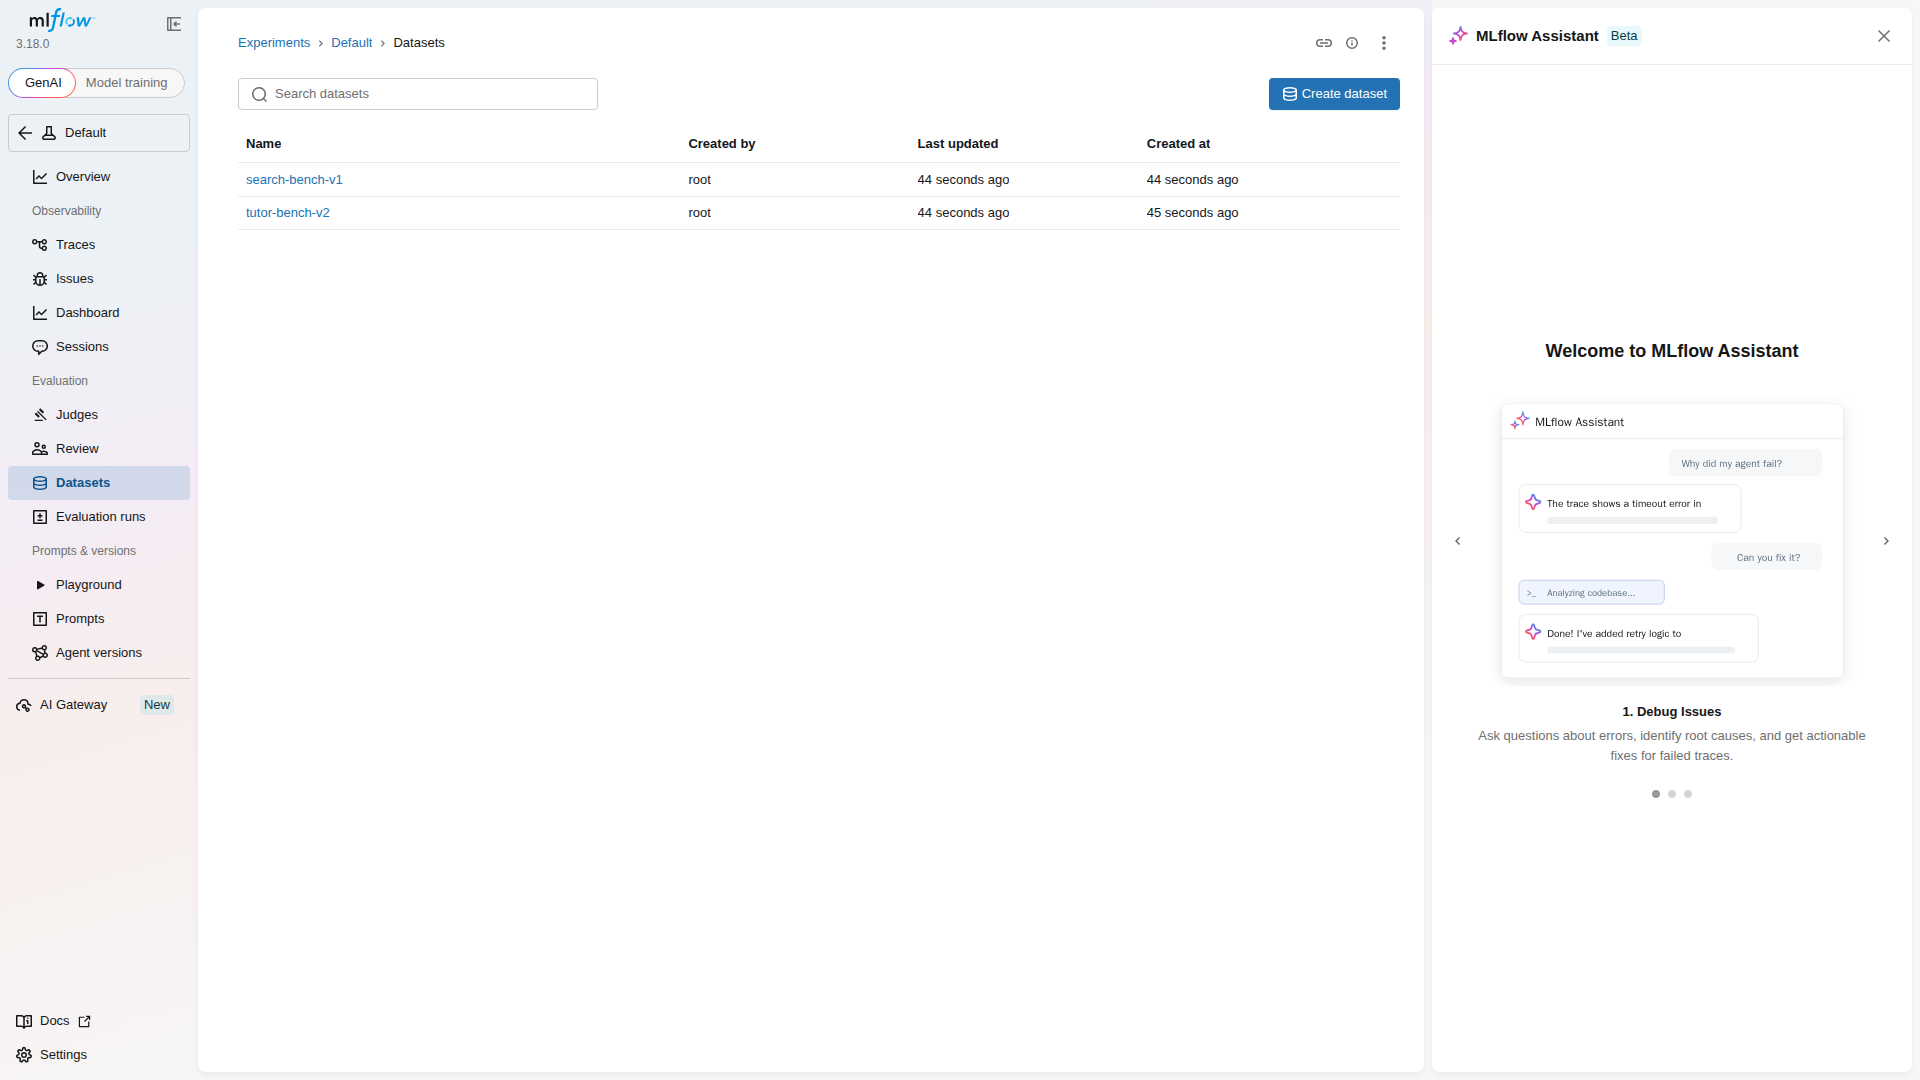 mlflow
3.18.0
GenAI
Model training
Default
Overview
Observability
Traces
Issues
Dashboard
Sessions
Evaluation
Judges
Review
Datasets
Evaluation runs
Prompts & versions
Playground
Prompts
Agent versions
AI Gateway
New
Docs
Settings
Experiments > Default > Datasets
Search datasets
Create dataset
Name Created by Last updated Created at
search-bench-v1 root 44 seconds ago 44 seconds ago
tutor-bench-v2 root 44 seconds ago 45 seconds ago
MLflow Assistant Beta
Welcome to MLflow Assistant
MLflow Assistant
Why did my agent fail?
The trace shows a timeout error in
Can you fix it?
>_ Analyzing codebase...
Done! I've added retry logic to
1. Debug Issues
Ask questions about errors, identify root causes, and get actionable
fixes for failed traces.